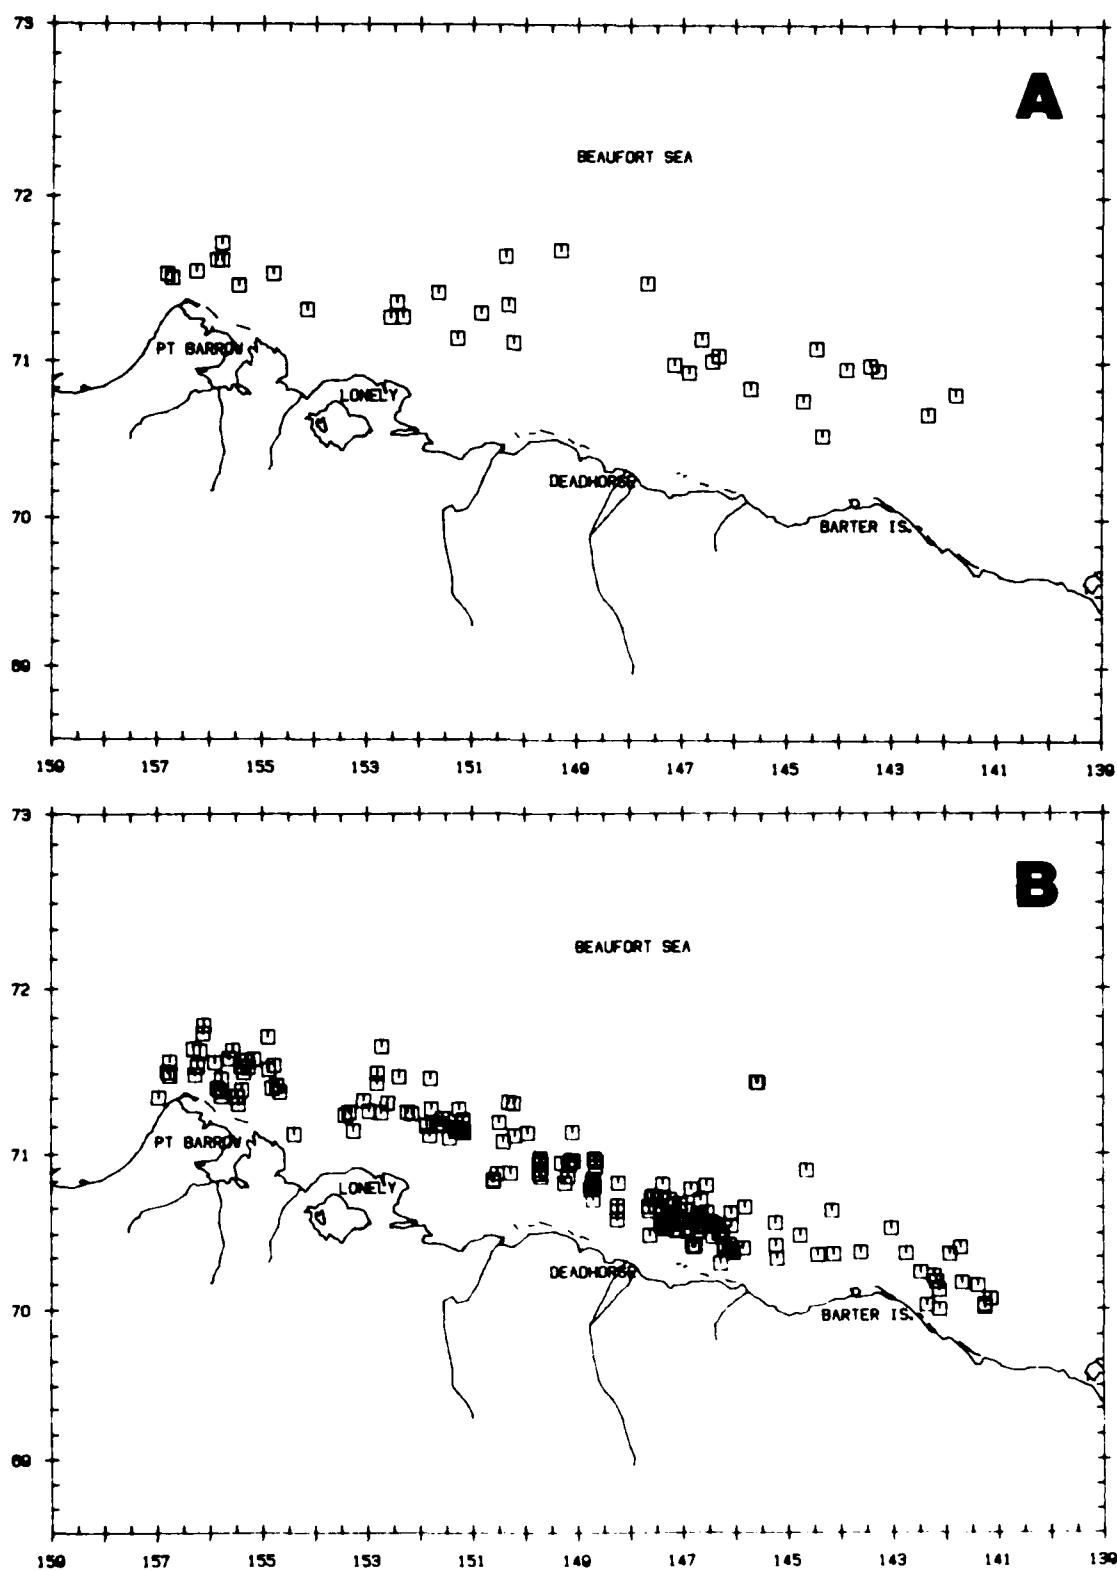 73
A
BEAUFORT SEA
72
71
PT BARROW
LONELY
DEADHORSE
70
BARTER IS.
69
159 157 155 153 151 149 147 145 143 141 139
73
B
BEAUFORT SEA
72
71
PT BARROW
LONELY
DEADHORSE
70
BARTER IS.
69
159 157 155 153 151 149 147 145 143 141 139